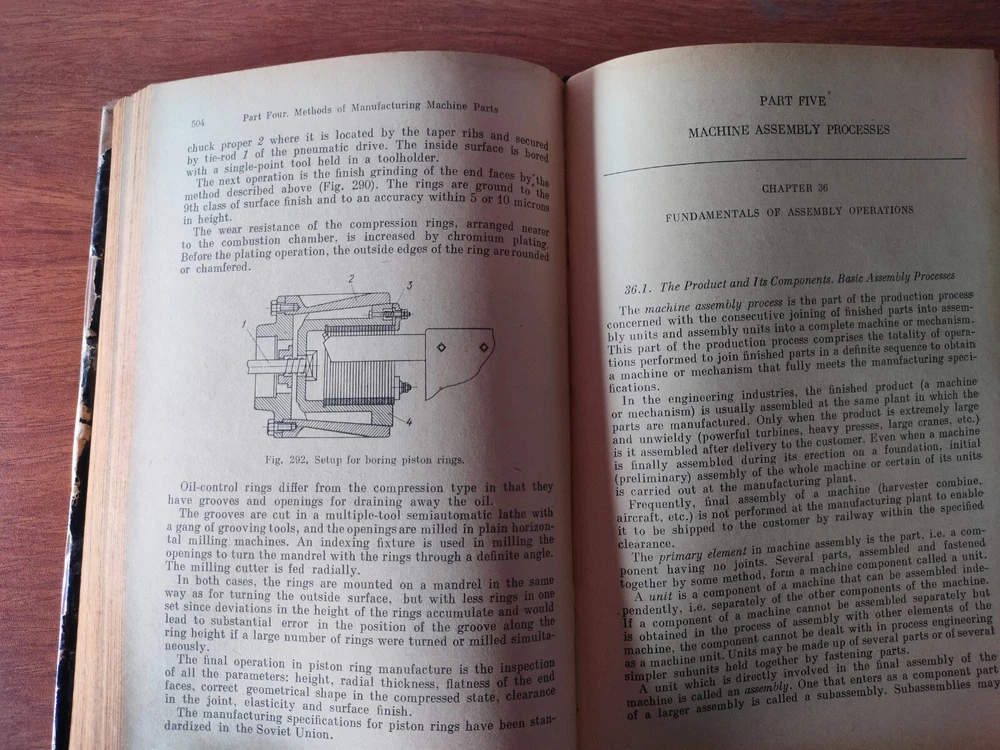 504
Part Four. Methods of Manufacturing Machine Parts
chuck proper 2 where it is located by the taper ribs and secured
by tie-rod 1 of the pneumatic drive. The inside surface is bored
with a single-point tool held in a toolholder.
The next operation is the finish grinding of the end faces by the
method described above (Fig. 290). The rings are ground to the
9th class of surface finish and to an accuracy within 5 or 10 microns
in height.
The wear resistance of the compression rings, arranged nearer
to the combustion chamber, is increased by chromium plating.
Before the plating operation, the outside edges of the ring are rounded
or chamfered.
2
3
1
4
Fig. 292. Setup for boring piston rings.
Oil-control rings differ from the compression type in that they
have grooves and openings for draining away the oil.
The grooves are cut in a multiple-tool semiautomatic lathe with
a gang of grooving tools, and the openings are milled in plain horizon-
tal milling machines. An indexing fixture is used in milling the
openings to turn the mandrel with the rings through a definite angle.
The milling cutter is fed radially.
In both cases, the rings are mounted on a mandrel in the same
way as for turning the outside surface, but with less rings in one
set since deviations in the height of the rings accumulate and would
lead to substantial error in the position of the groove along the
ring height if a large number of rings were turned or milled simulta-
neously.
The final operation in piston ring manufacture is the inspection
of all the parameters: height, radial thickness, flatness of the end
faces, correct geometrical shape in the compressed state, clearance
in the joint, elasticity and surface finish.
The manufacturing specifications for piston rings have been stan-
dardized in the Soviet Union.
PART FIVE
MACHINE ASSEMBLY PROCESSES
CHAPTER 36
FUNDAMENTALS OF ASSEMBLY OPERATIONS
36.1. The Product and Its Components. Basic Assembly Processes
The machine assembly process is the part of the production process
concerned with the consecutive joining of finished parts into assem-
bly units and assembly units into a complete machine or mechanism.
This part of the production process comprises the totality of opera-
tions performed to join finished parts in a definite sequence to obtain
a machine or mechanism that fully meets the manufacturing speci-
fications.
In the engineering industries, the finished product (a machine
or mechanism) is usually assembled at the same plant in which the
parts are manufactured. Only when the product is extremely large
and unwieldy (powerful turbines, heavy presses, large cranes, etc.)
is it assembled after delivery to the customer. Even when a machine
is finally assembled during its erection on a foundation, initial
(preliminary) assembly of the whole machine or certain of its units
is carried out at the manufacturing plant.
Frequently, final assembly of a machine (harvester combine,
aircraft, etc.) is not performed at the manufacturing plant to enable
it to be shipped to the customer by railway within the specified
clearance.
The primary element in machine assembly is the part, i.e. a com-
ponent having no joints. Several parts, assembled and fastened
together by some method, form a machine component called a unit.
A unit is a component of a machine that can be assembled inde-
pendently, i.e. separately of the other components of the machine.
If a component of a machine cannot be assembled separately but
is obtained in the process of assembly with other elements of the
machine, the component cannot be dealt with in process engineering
as a machine unit. Units may be made up of several parts or of several
simpler subunits held together by fastening parts.
A unit which is directly involved in the final assembly of the
machine is called an assembly. One that enters as a component part
of a larger assembly is called a subassembly. Subassemblies may